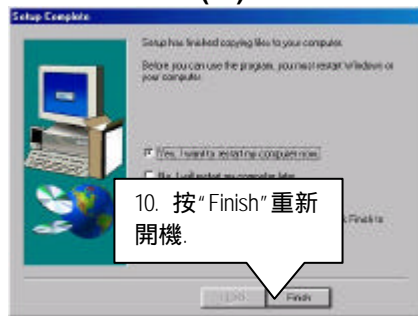 Setup Complete
Setup has finished copying files to your computer.
Before you can use the program, you must restart Windows or
your computer.
Yes, I want to restart my computer now.
No, I will restart my computer later.
10. 按“Finish”重新
開機.
Finish to
Finish